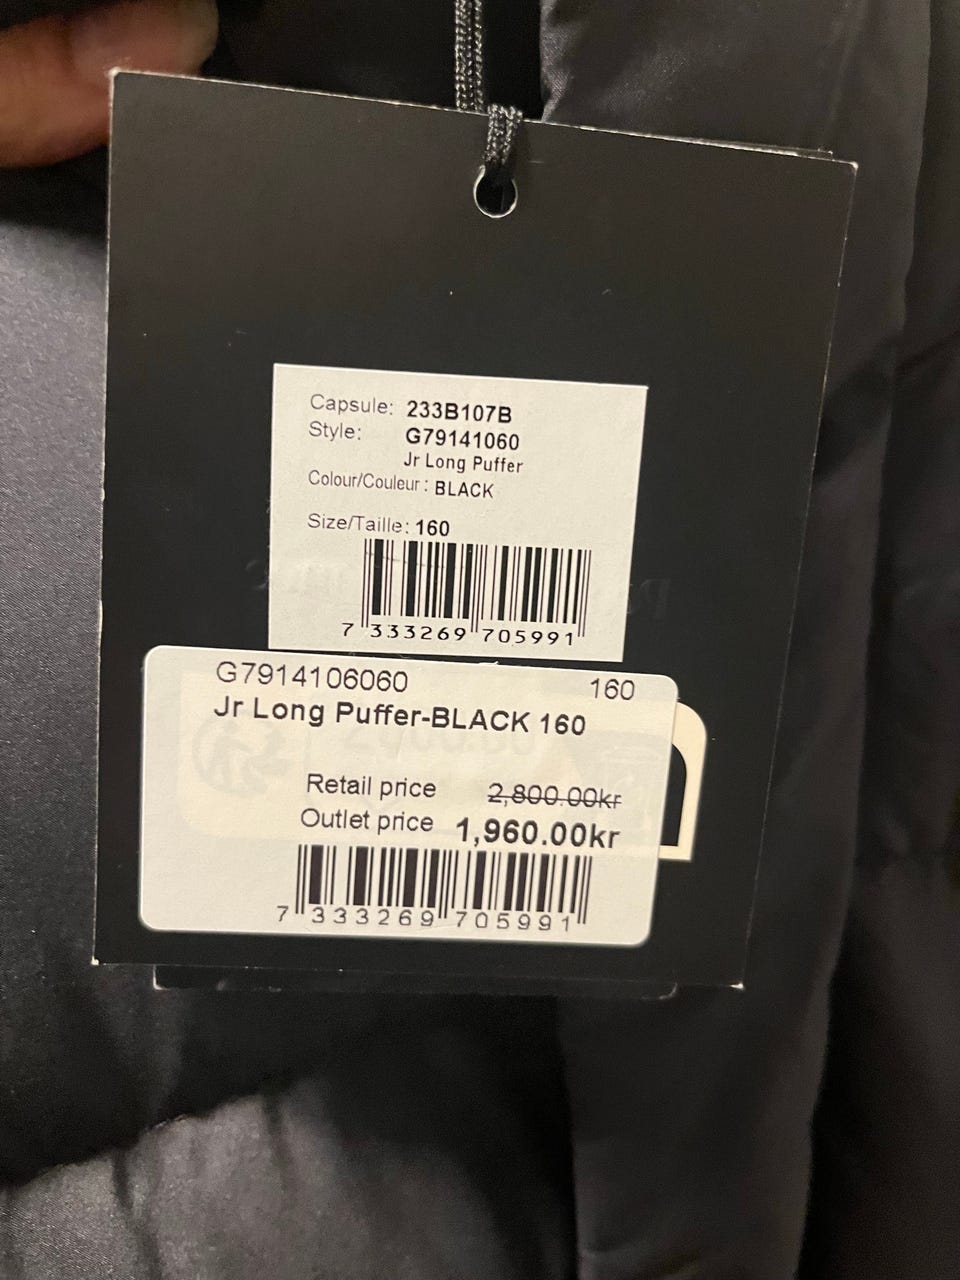 Capsule: 233B107B
Style: G79141060
Jr Long Puffer
Colour/Couleur : BLACK
Size/Taille: 160
7 333269 705991
G7914106060 160
Jr Long Puffer-BLACK 160
Retail price 2,800.00kr
Outlet price 1,960.00kr
7 333269 705991